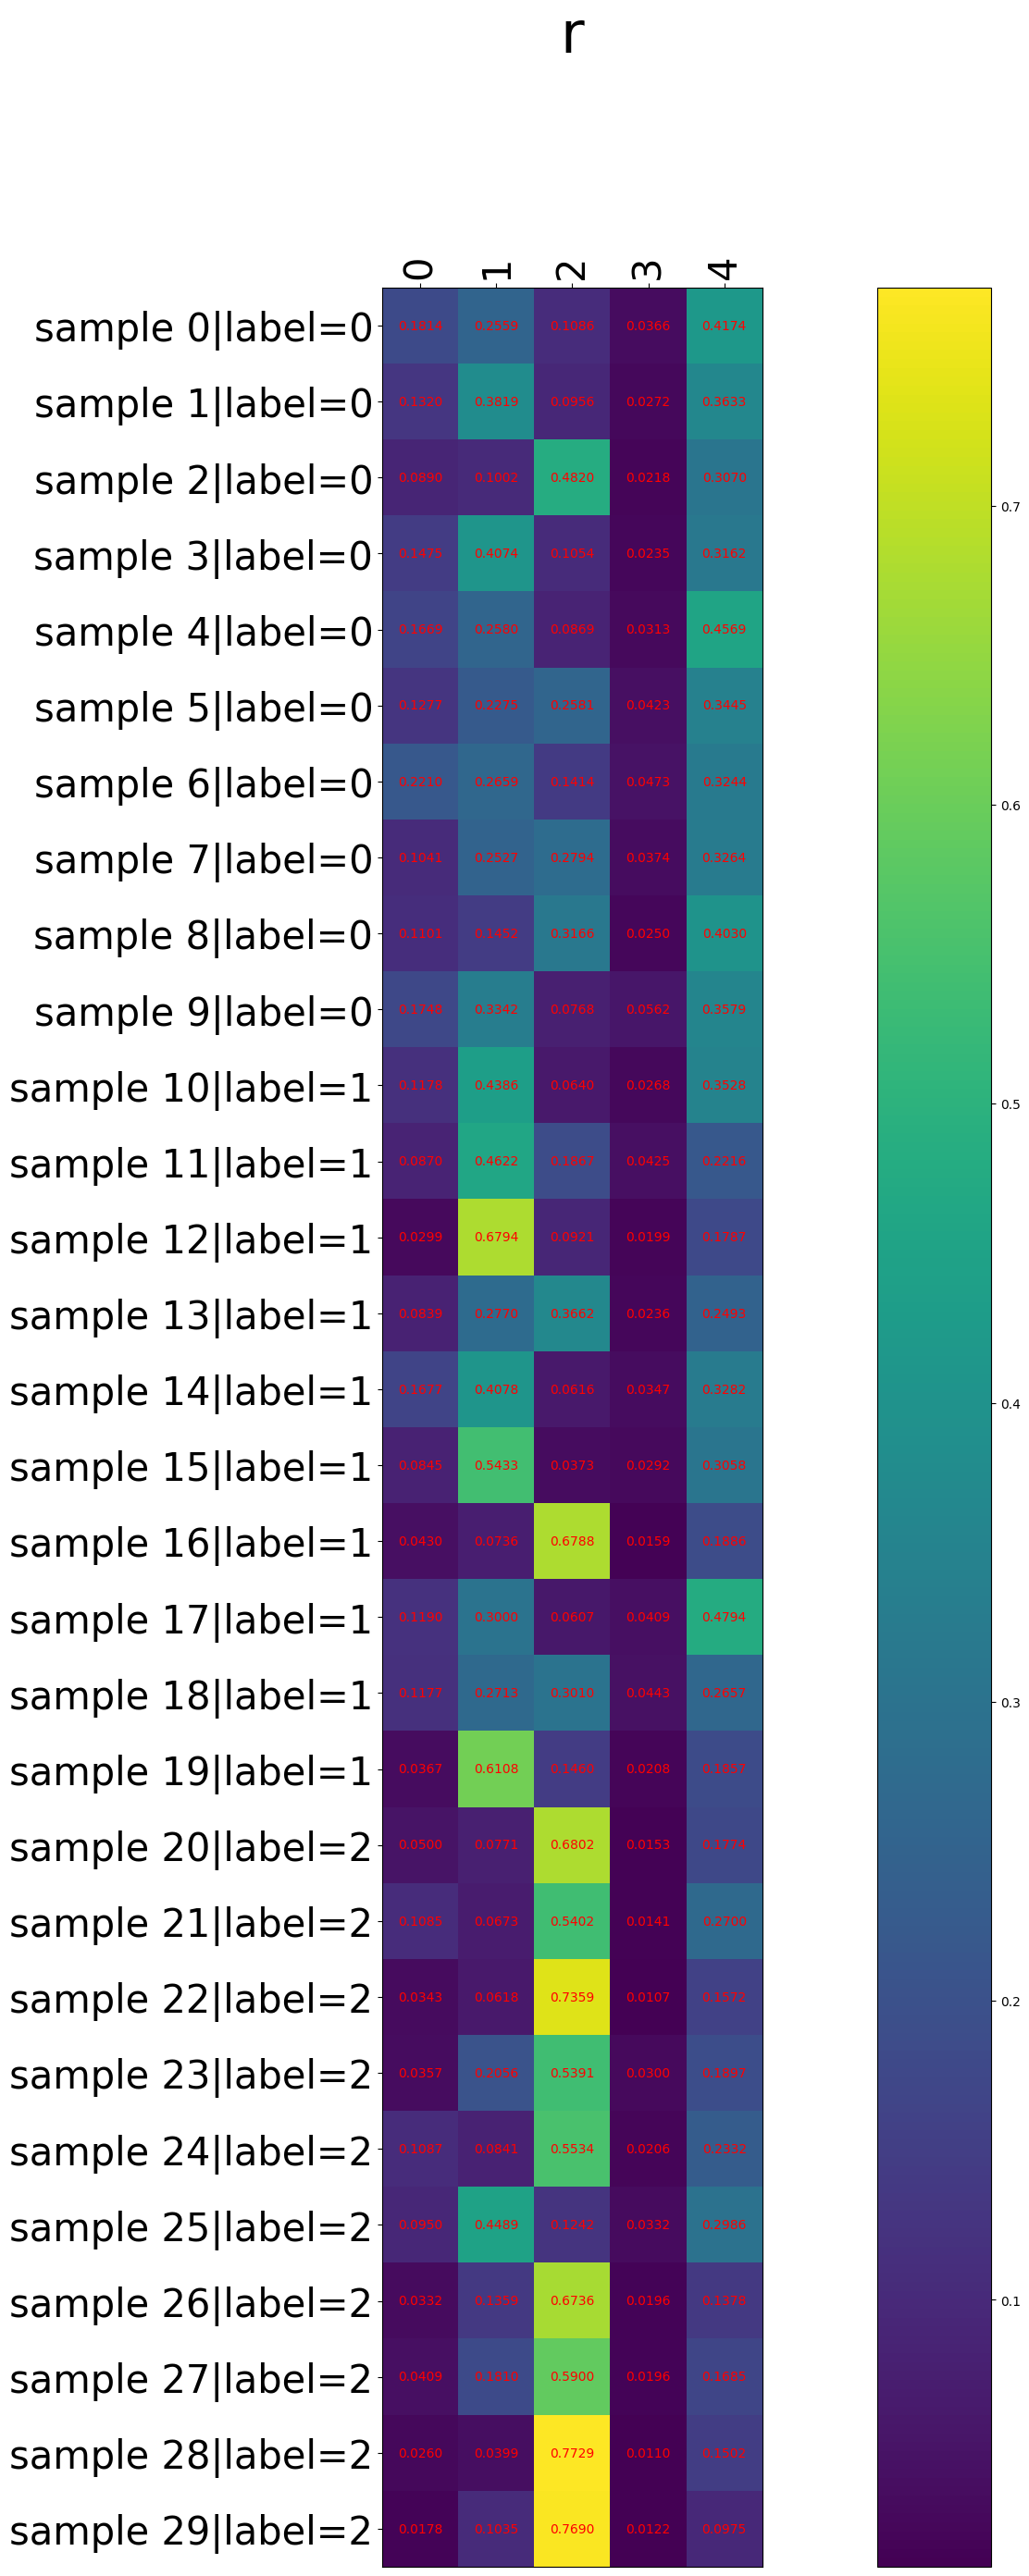 r
0 1 2 3 4
sample 0|label=0 0.1814 0.2559 0.1086 0.0366 0.4174
sample 1|label=0 0.1320 0.3819 0.0956 0.0272 0.3633
sample 2|label=0 0.0890 0.1002 0.4820 0.0218 0.3070
sample 3|label=0 0.1475 0.4074 0.1054 0.0235 0.3162
sample 4|label=0 0.1669 0.2580 0.0869 0.0313 0.4569
sample 5|label=0 0.1277 0.2275 0.2581 0.0423 0.3445
sample 6|label=0 0.2210 0.2659 0.1414 0.0473 0.3244
sample 7|label=0 0.1041 0.2527 0.2794 0.0374 0.3264
sample 8|label=0 0.1101 0.1452 0.3166 0.0250 0.4030
sample 9|label=0 0.1748 0.3342 0.0768 0.0562 0.3579
sample 10|label=1 0.1178 0.4386 0.0640 0.0268 0.3528
sample 11|label=1 0.0870 0.4622 0.1867 0.0425 0.2216
sample 12|label=1 0.0299 0.6794 0.0921 0.0199 0.1787
sample 13|label=1 0.0839 0.2770 0.3662 0.0236 0.2493
sample 14|label=1 0.1677 0.4078 0.0616 0.0347 0.3282
sample 15|label=1 0.0845 0.5433 0.0373 0.0292 0.3058
sample 16|label=1 0.0430 0.0736 0.6788 0.0159 0.1886
sample 17|label=1 0.1190 0.3000 0.0607 0.0409 0.4794
sample 18|label=1 0.1177 0.2713 0.3010 0.0443 0.2657
sample 19|label=1 0.0367 0.6108 0.1460 0.0208 0.1857
sample 20|label=2 0.0500 0.0771 0.6802 0.0153 0.1774
sample 21|label=2 0.1085 0.0673 0.5402 0.0141 0.2700
sample 22|label=2 0.0343 0.0618 0.7359 0.0107 0.1572
sample 23|label=2 0.0357 0.2056 0.5391 0.0300 0.1897
sample 24|label=2 0.1087 0.0841 0.5534 0.0206 0.2332
sample 25|label=2 0.0950 0.4489 0.1242 0.0332 0.2986
sample 26|label=2 0.0332 0.1359 0.6736 0.0196 0.1378
sample 27|label=2 0.0409 0.1810 0.5900 0.0196 0.1685
sample 28|label=2 0.0260 0.0399 0.7729 0.0110 0.1502
sample 29|label=2 0.0178 0.1035 0.7690 0.0122 0.0975
0.7
0.6
0.5
0.4
0.3
0.2
0.1